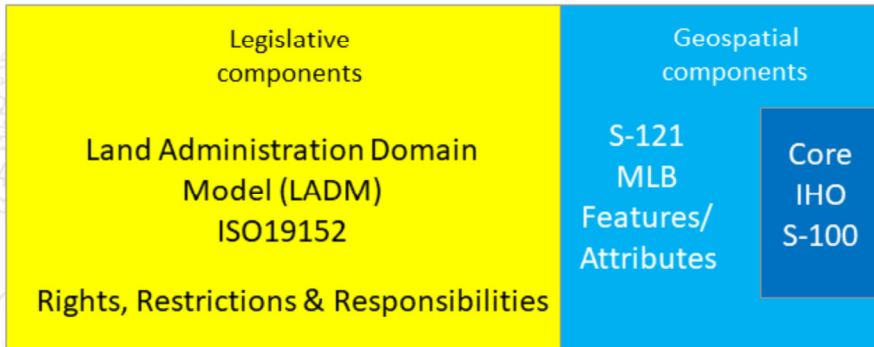 Legislative
components
Land Administration Domain
Model (LADM)
ISO19152
Rights, Restrictions & Responsibilities
Geospatial
components
S-121
MLB
Features/
Attributes
Core
IHO
S-100